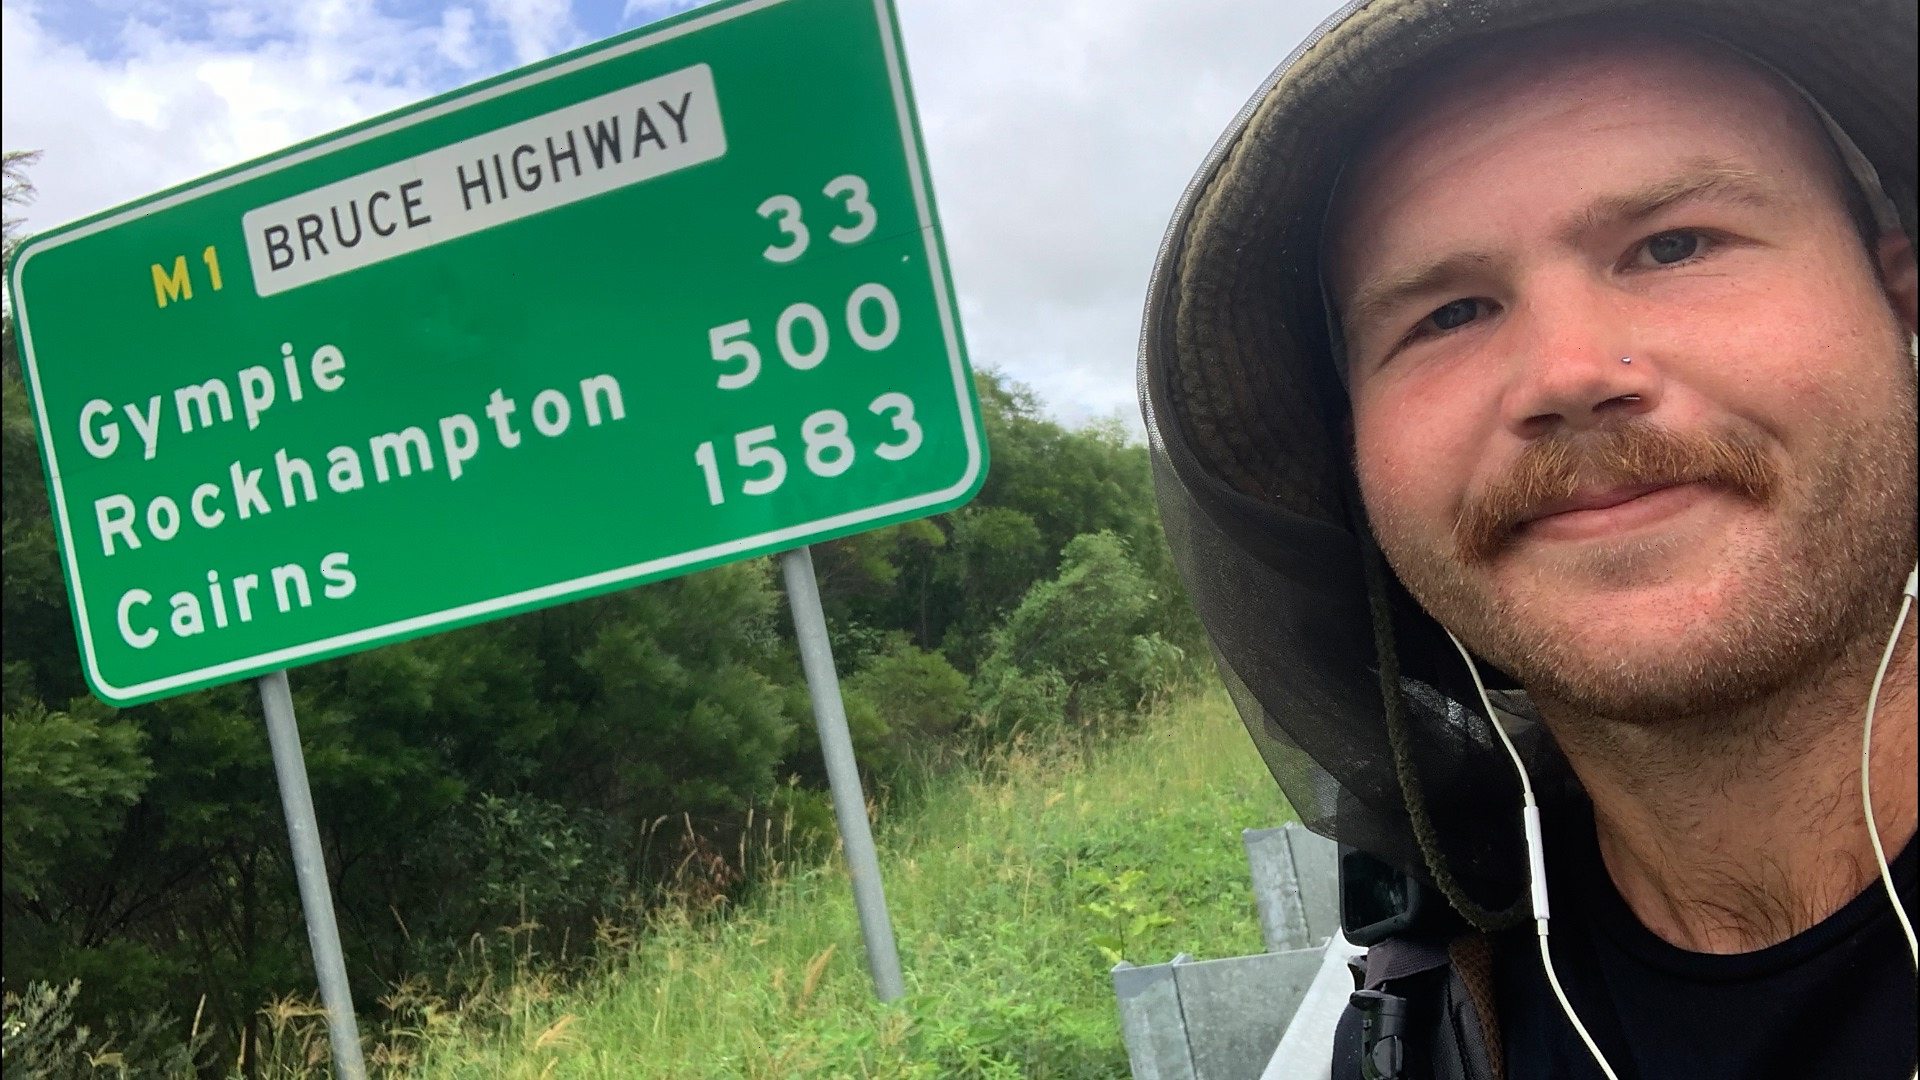 M1 BRUCE HIGHWAY
Gympie 33
Rockhampton 500
Cairns 1583